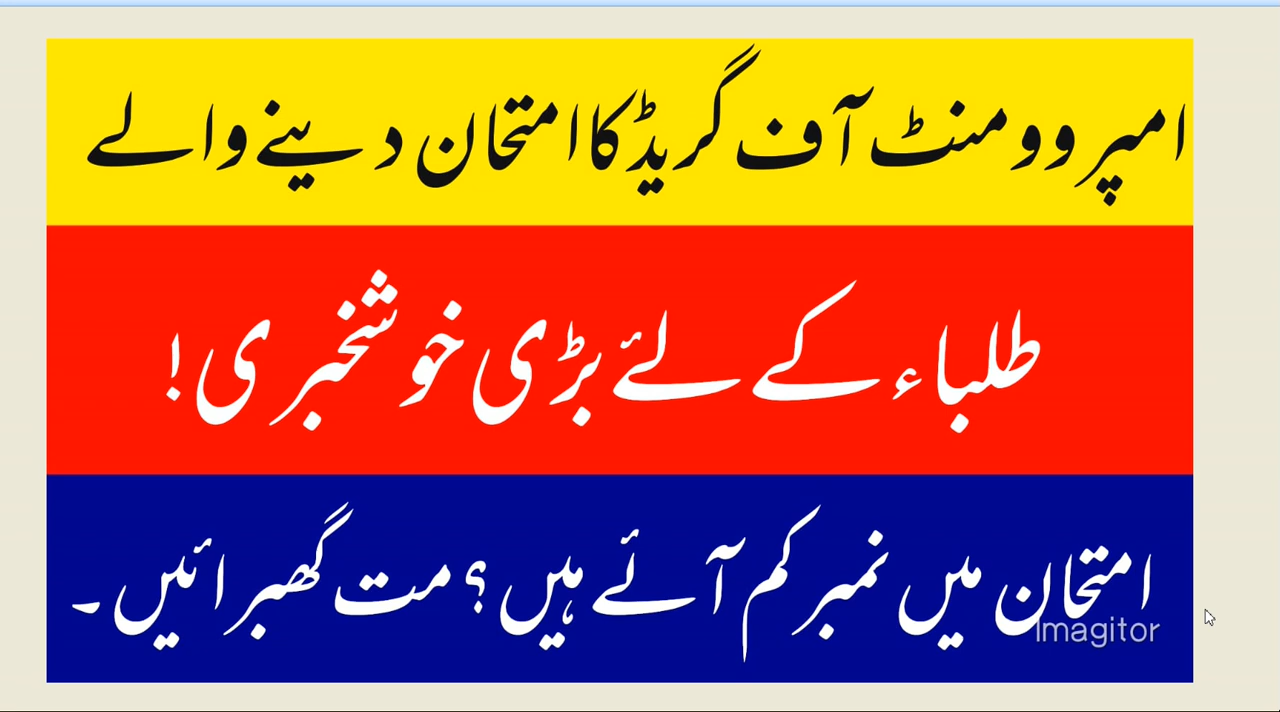 امپروومنٹ آف گریڈ کا امتحان دینے والے
طلباء کے لئے بڑی خوشخبری!
امتحان میں نمبر کم آئے ہیں؟ مت گھبرائیں۔
Imagitor